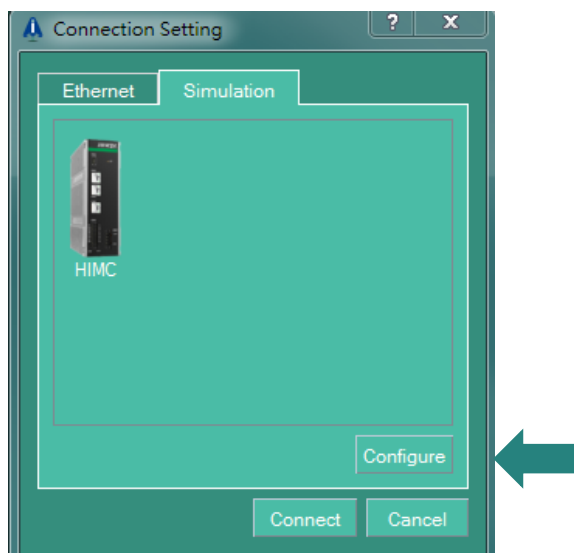 Connection Setting
? X
Ethernet Simulation
HIMC
Configure
Connect Cancel